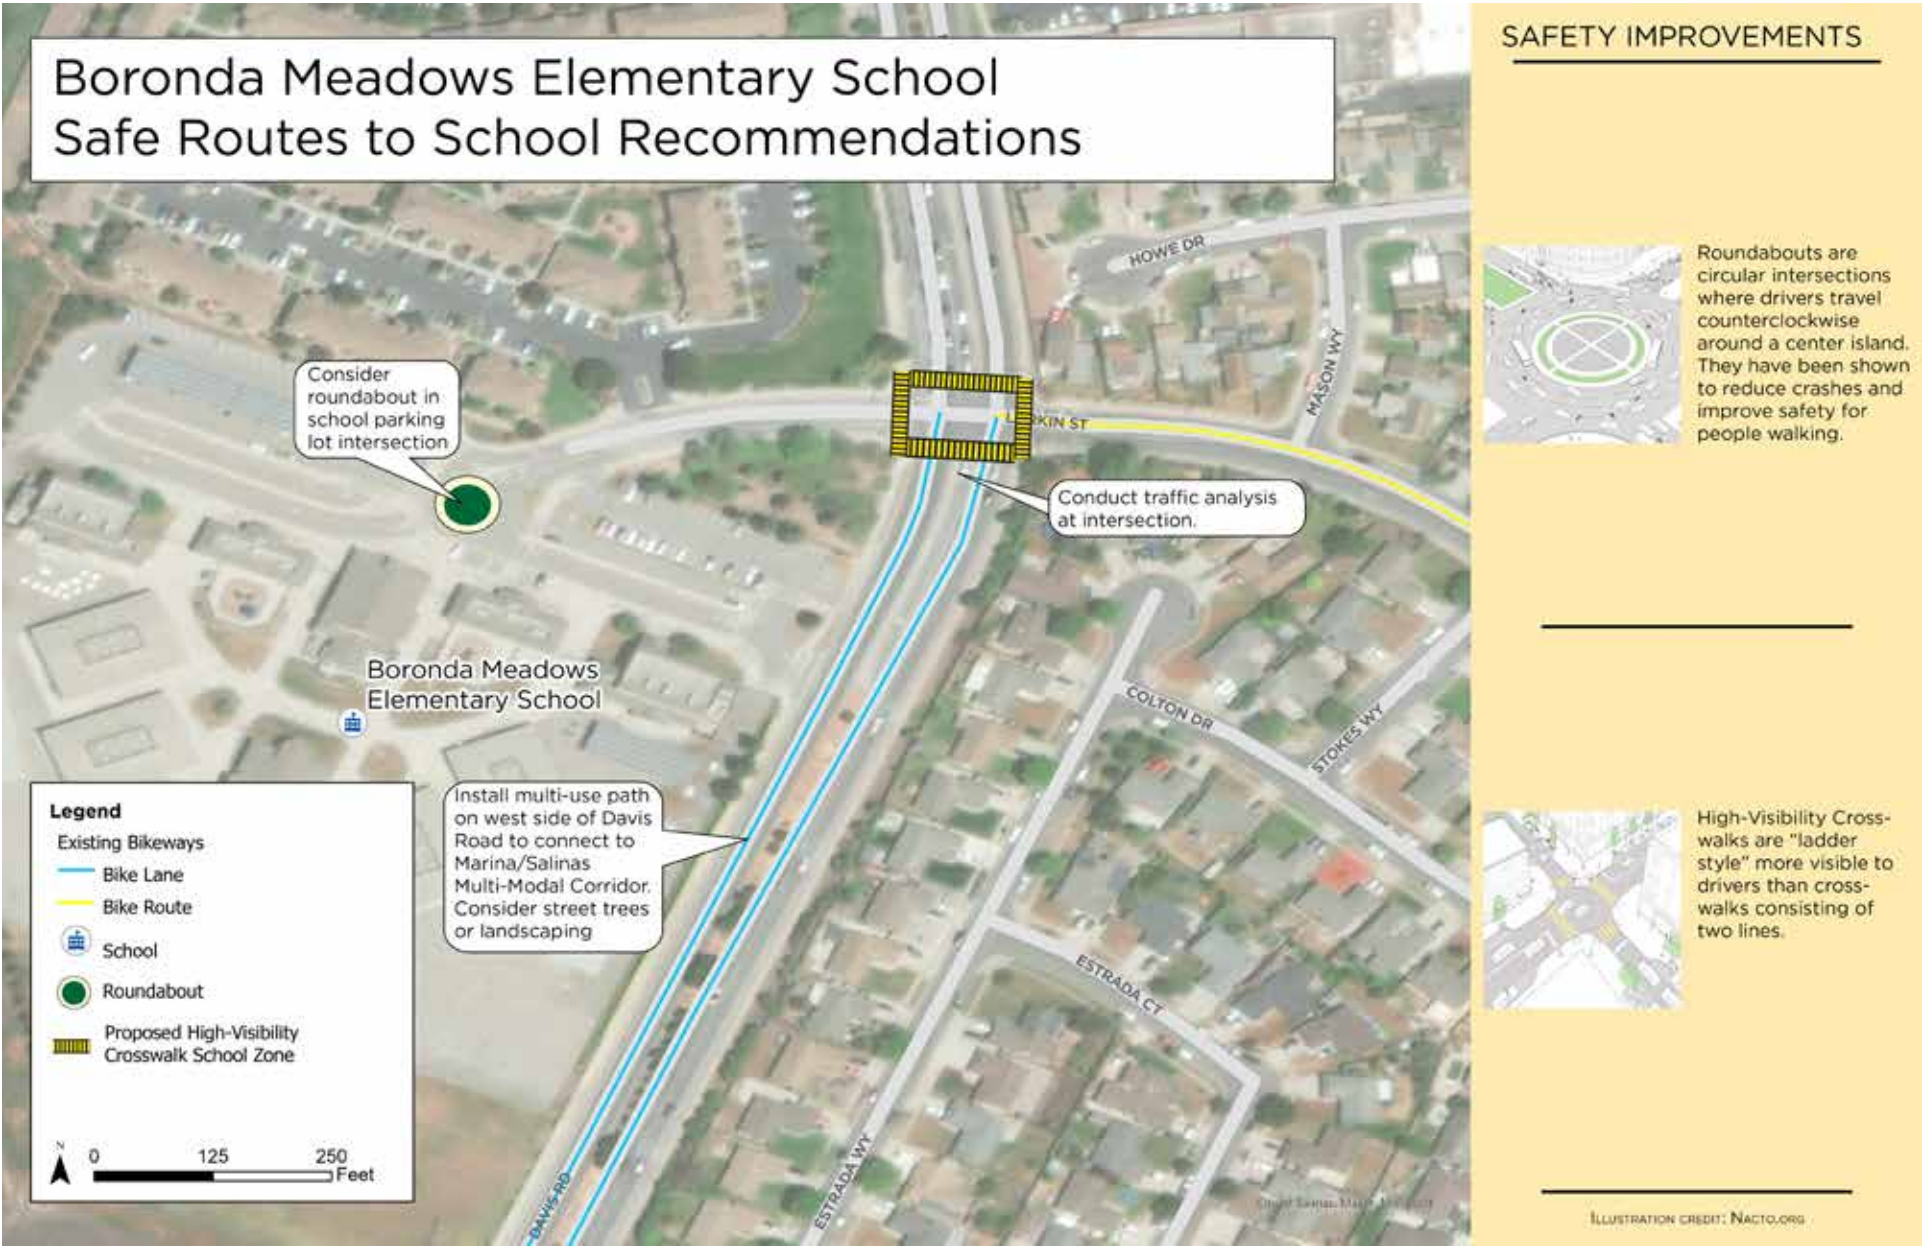 Boronda Meadows Elementary School
Safe Routes to School Recommendations
SAFETY IMPROVEMENTS
Roundabouts are
circular intersections
where drivers travel
counterclockwise
around a center island.
They have been shown
to reduce crashes and
improve safety for
people walking.
High-Visibility Cross-
walks are "ladder
style" more visible to
drivers than cross-
walks consisting of
two lines.
ILLUSTRATION CREDIT: NACTO.ORG
HOWE DR
MASON WY
KIN ST
Consider
roundabout in
school parking
lot intersection
Conduct traffic analysis
at intersection.
Boronda Meadows
Elementary School
COLTON DR
STOKES WY
Install multi-use path
on west side of Davis
Road to connect to
Marina/Salinas
Multi-Modal Corridor.
Consider street trees
or landscaping
ESTRADA CT
ESTRADA WY
DAVIS RD
Legend
Existing Bikeways
Bike Lane
Bike Route
School
Roundabout
Proposed High-Visibility
Crosswalk School Zone
N
0 125 250
Feet